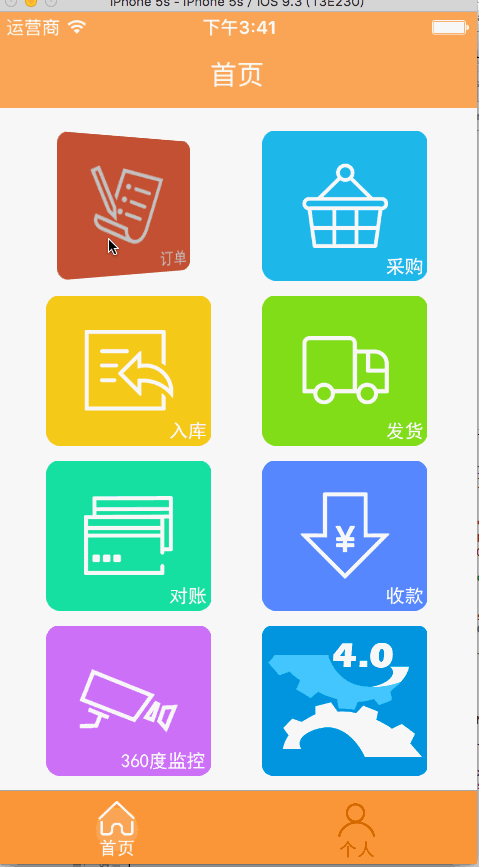 iPhone 5s - iPhone 5s / iOS 9.3 (13E230)
运营商 下午3:41
首页
订单
采购
入库
发货
对账
¥
收款
360度监控
4.0
首页
个人